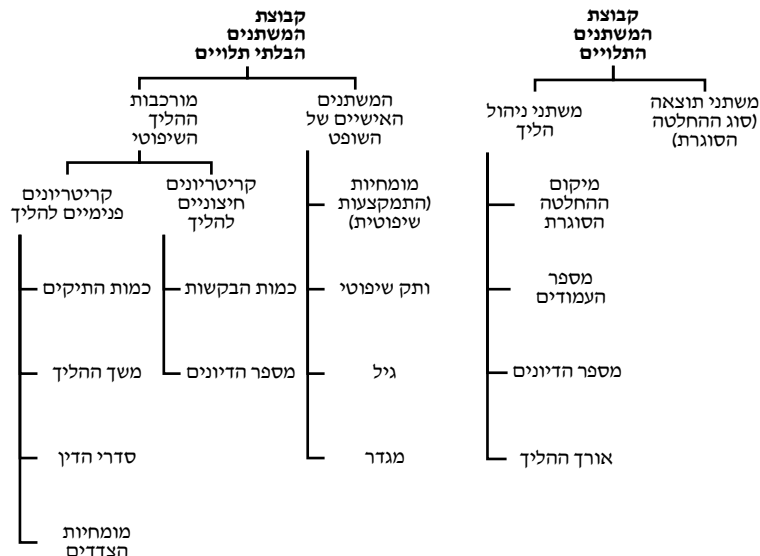 קבוצת
המשתנים
התלויים
משתני תוצאה
(סוג ההחלטה
הסוגרת)
משתני ניהול
הליך
מיקום
ההחלטה
הסוגרת
מספר
העמודים
מספר הדיונים
אורך ההליך
קבוצת
המשתנים
הבלתי תלויים
המשתנים
האישיים של
השופט
מומחיות
(התמקצעות
שיפוטית)
ותק שיפוטי
גיל
מגדר
מורכבות
ההליך
השיפוטי
קריטריונים
חיצוניים
להליך
כמות הבקשות
מספר הדיונים
קריטריונים
פנימיים להליך
כמות התיקים
משך ההליך
סדרי הדין
מומחיות
הצדדים